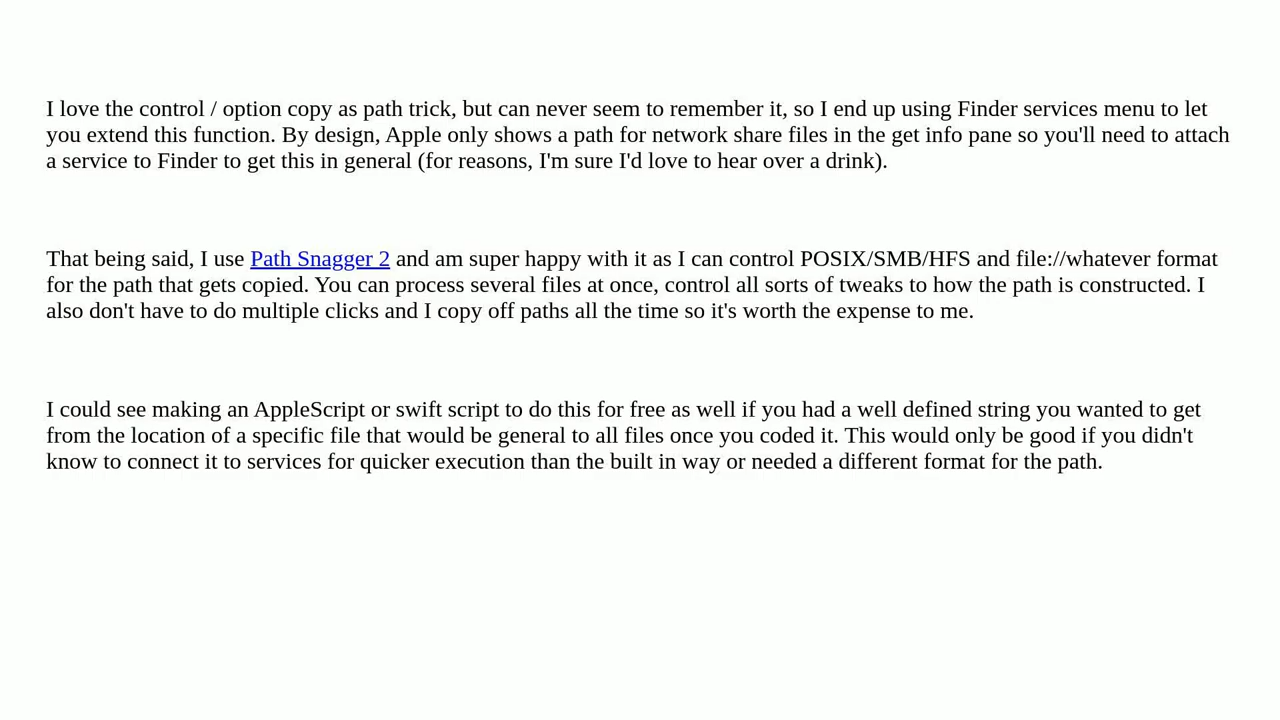 I love the control / option copy as path trick, but can never seem to remember it, so I end up using Finder services menu to let
you extend this function. By design, Apple only shows a path for network share files in the get info pane so you'll need to attach
a service to Finder to get this in general (for reasons, I'm sure I'd love to hear over a drink).
That being said, I use Path Snagger 2 and am super happy with it as I can control POSIX/SMB/HFS and file://whatever format
for the path that gets copied. You can process several files at once, control all sorts of tweaks to how the path is constructed. I
also don't have to do multiple clicks and I copy off paths all the time so it's worth the expense to me.
I could see making an AppleScript or swift script to do this for free as well if you had a well defined string you wanted to get
from the location of a specific file that would be general to all files once you coded it. This would only be good if you didn't
know to connect it to services for quicker execution than the built in way or needed a different format for the path.